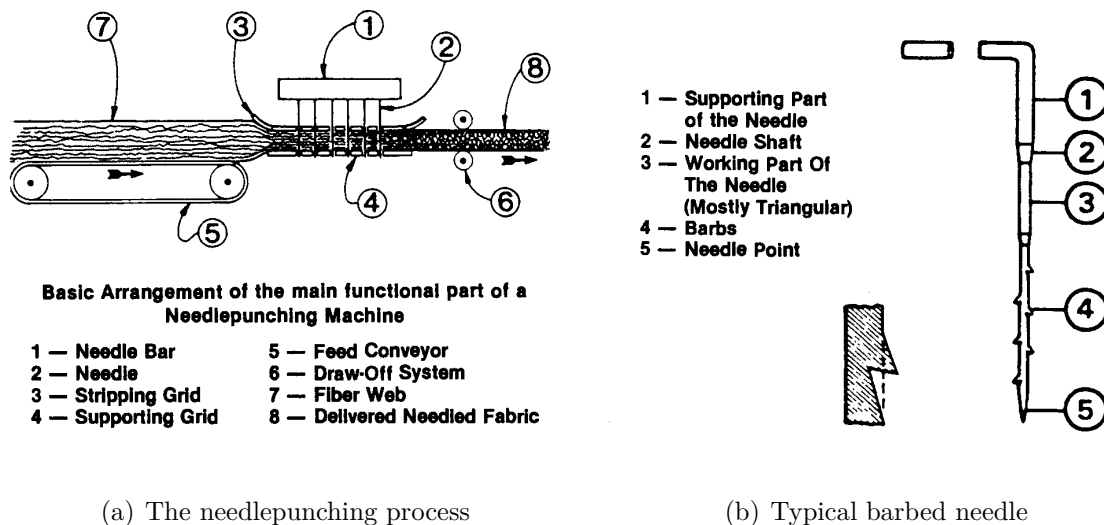 7
3
1
2
8
4
6
5
Basic Arrangement of the main functional part of a
Needlepunching Machine
1 — Needle Bar
2 — Needle
3 — Stripping Grid
4 — Supporting Grid
5 — Feed Conveyor
6 — Draw-Off System
7 — Fiber Web
8 — Delivered Needled Fabric
(a) The needlepunching process
1 — Supporting Part
of the Needle
2 — Needle Shaft
3 — Working Part Of
The Needle
(Mostly Triangular)
4 — Barbs
5 — Needle Point
1
2
3
4
5
(b) Typical barbed needle